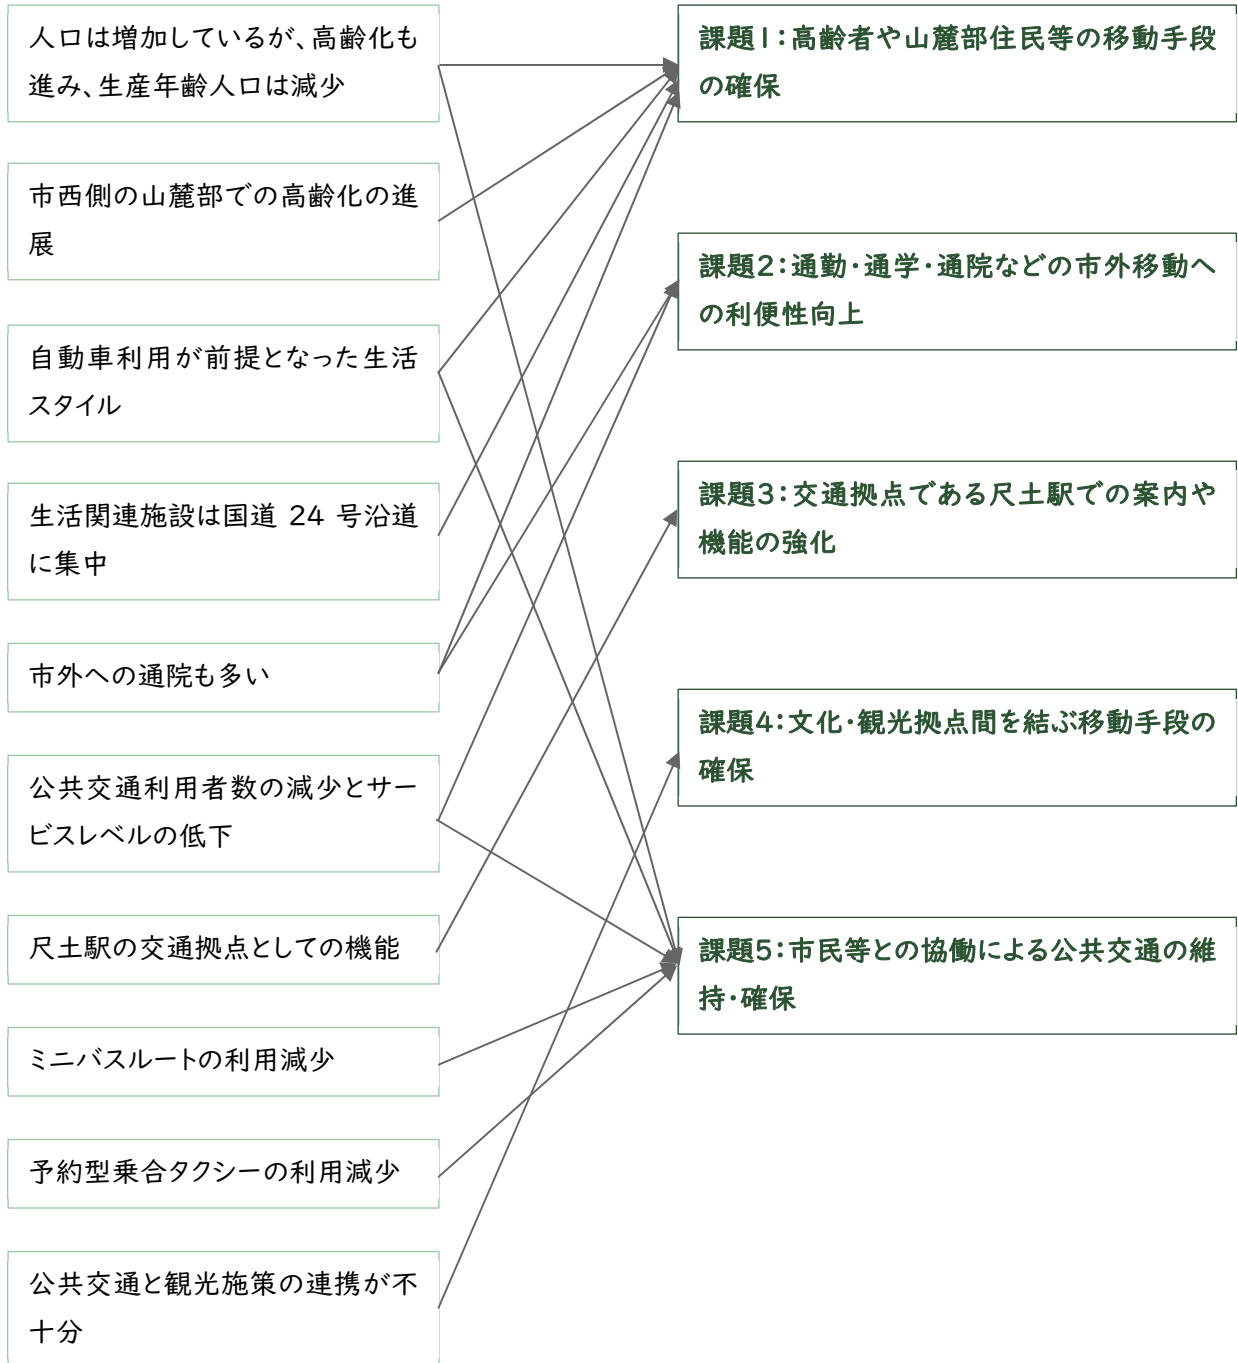 人口は増加しているが、高齢化も
進み、生産年齢人口は減少
市西側の山麓部での高齢化の進
展
自動車利用が前提となった生活
スタイル
生活関連施設は国道 24 号沿道
に集中
市外への通院も多い
公共交通利用者数の減少とサー
ビスレベルの低下
尺土駅の交通拠点としての機能
ミニバスルートの利用減少
予約型乗合タクシーの利用減少
公共交通と観光施策の連携が不
十分
課題1：高齢者や山麓部住民等の移動手段
の確保
課題2：通勤・通学・通院などの市外移動へ
の利便性向上
課題3：交通拠点である尺土駅での案内や
機能の強化
課題4：文化・観光拠点間を結ぶ移動手段の
確保
課題5：市民等との協働による公共交通の維
持・確保